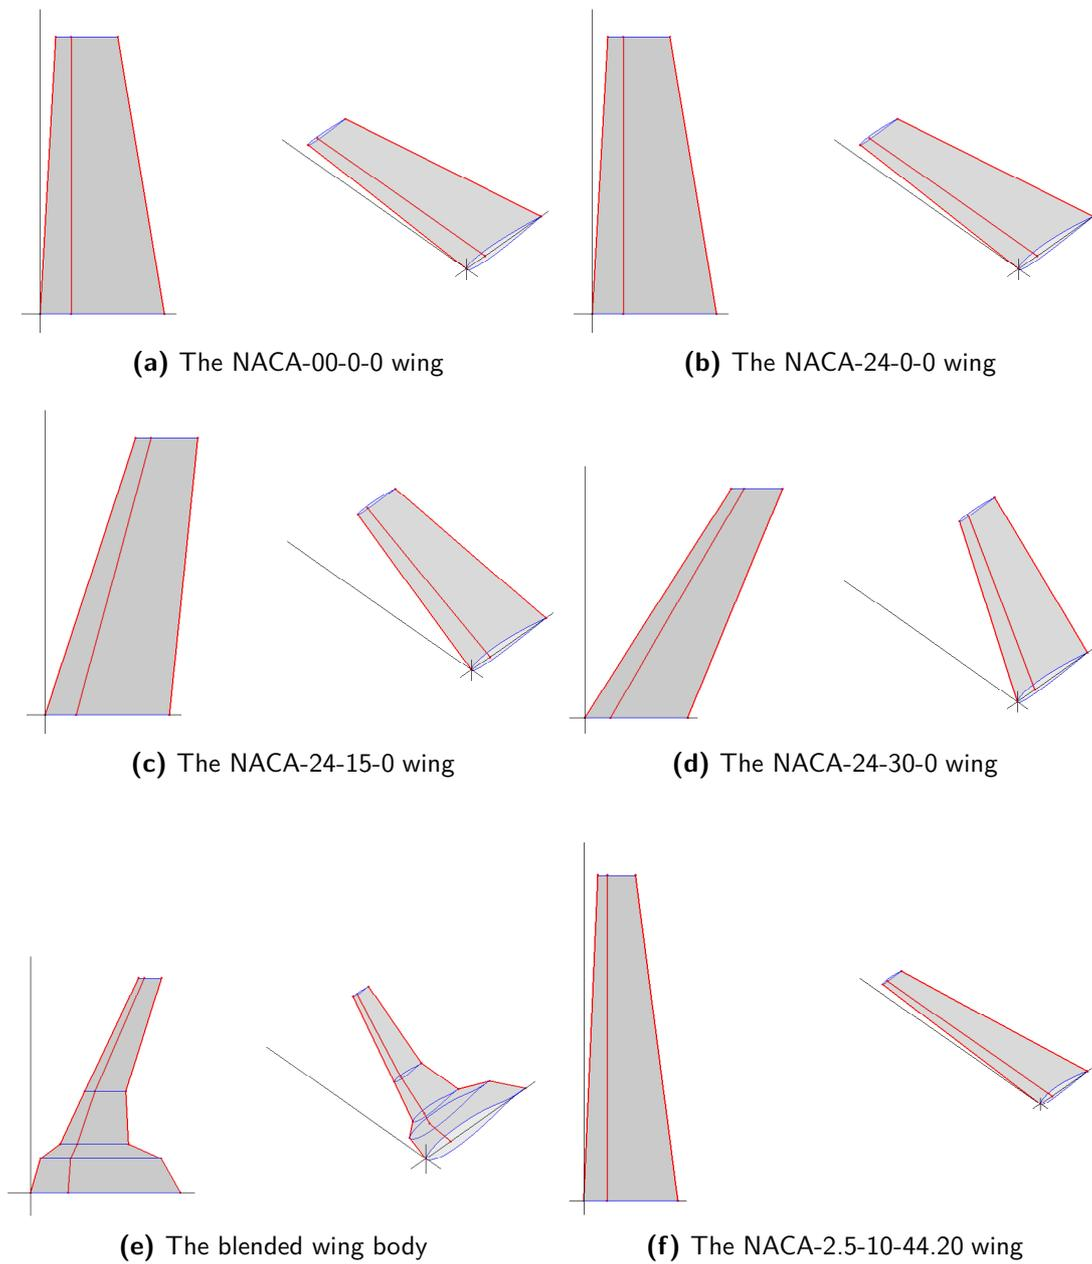 (a) The NACA-00-0-0 wing
(b) The NACA-24-0-0 wing
(c) The NACA-24-15-0 wing
(d) The NACA-24-30-0 wing
(e) The blended wing body
(f) The NACA-2.5-10-44.20 wing